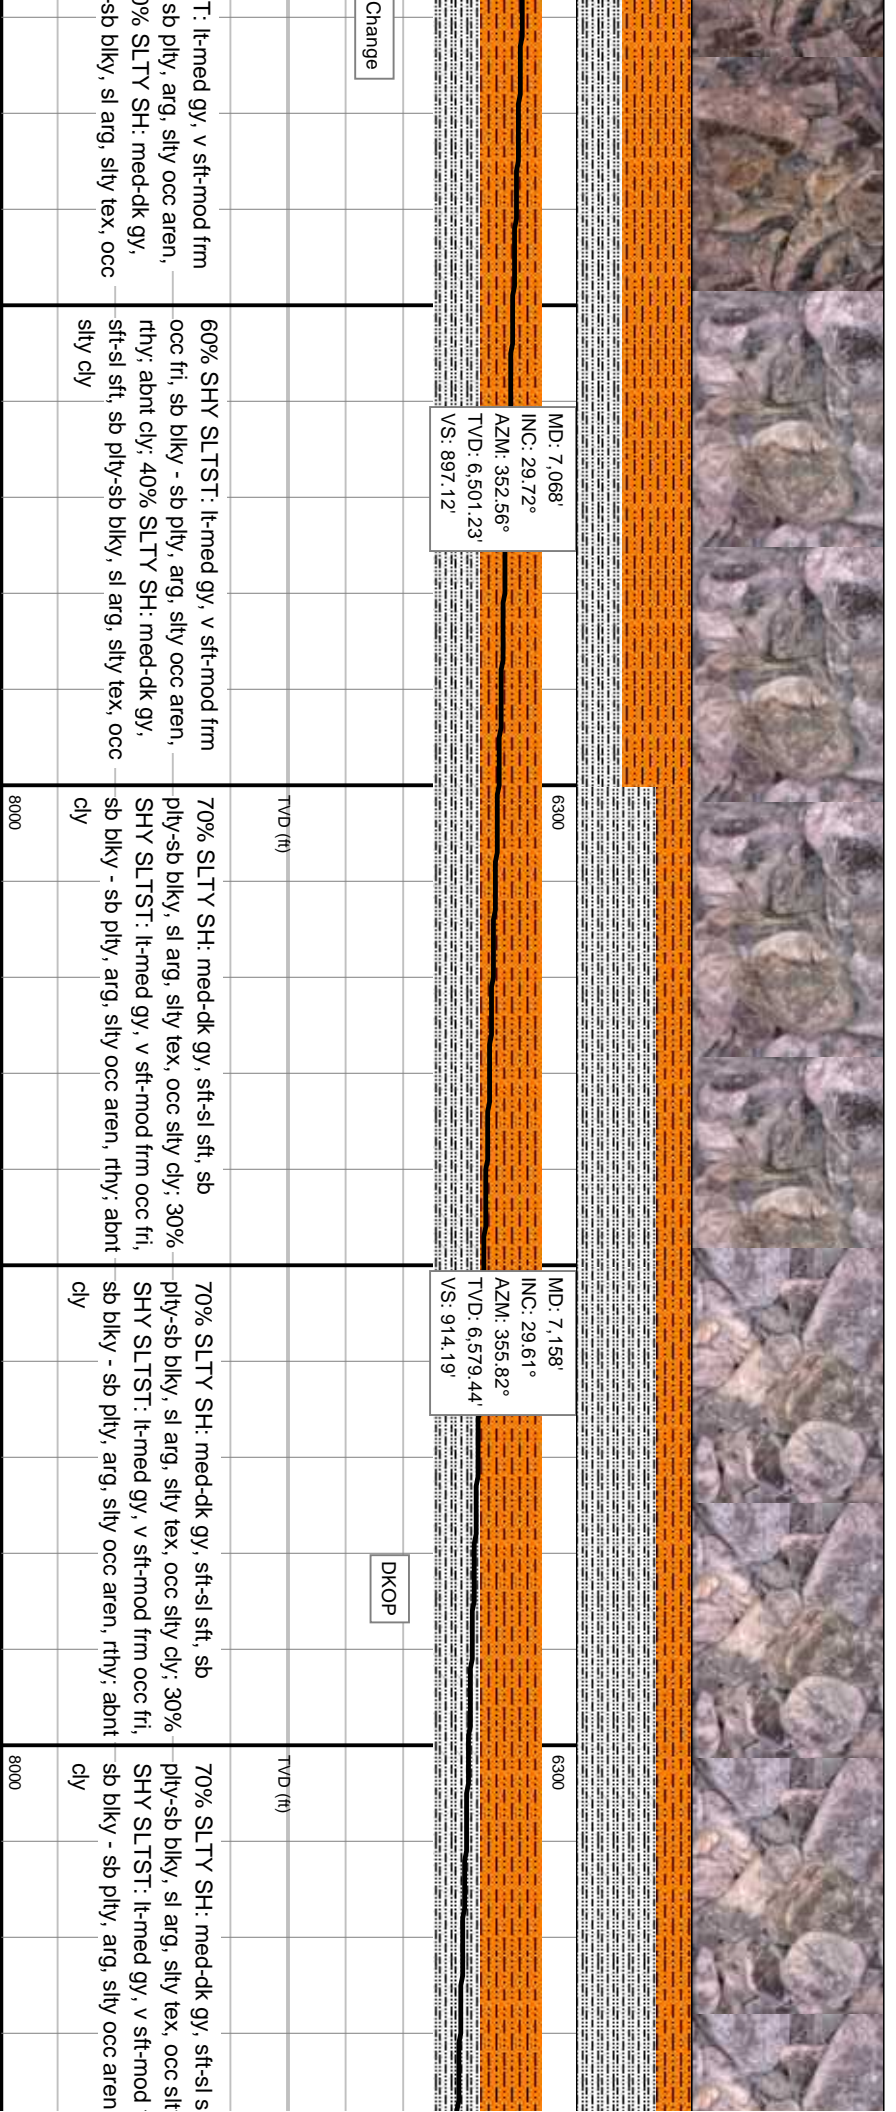 Change
T: lt-med gy, v sft-mod frm
sb plty, arg, slty occ aren,
0% SLTY SH: med-dk gy,
-sb blky, sl arg, slty tex, occ
60% SHY SLTST: lt-med gy, v sft-mod frm
occ fri, sb blky - sb plty, arg, slty occ aren,
rthy; abnt cly; 40% SLTY SH: med-dk gy,
sft-sl sft, sb plty-sb blky, sl arg, slty tex, occ
slty cly
MD: 7,068'
INC: 29.72°
AZM: 352.56°
TVD: 6,501.23'
VS: 897.12'
6300
TVD (ft)
8000
70% SLTY SH: med-dk gy, sft-sl sft, sb
plty-sb blky, sl arg, slty tex, occ slty cly; 30%
SHY SLTST: lt-med gy, v sft-mod frm occ fri,
sb blky - sb plty, arg, slty occ aren, rthy; abnt
cly
MD: 7,158'
INC: 29.61°
AZM: 355.82°
TVD: 6,579.44'
VS: 914.19'
70% SLTY SH: med-dk gy, sft-sl sft, sb
plty-sb blky, sl arg, slty tex, occ slty cly; 30%
SHY SLTST: lt-med gy, v sft-mod frm occ fri,
sb blky - sb plty, arg, slty occ aren, rthy; abnt
cly
DKOP
6300
TVD (ft)
8000
70% SLTY SH: med-dk gy, sft-sl s
plty-sb blky, sl arg, slty tex, occ slt
SHY SLTST: lt-med gy, v sft-mod
sb blky - sb plty, arg, slty occ aren
cly